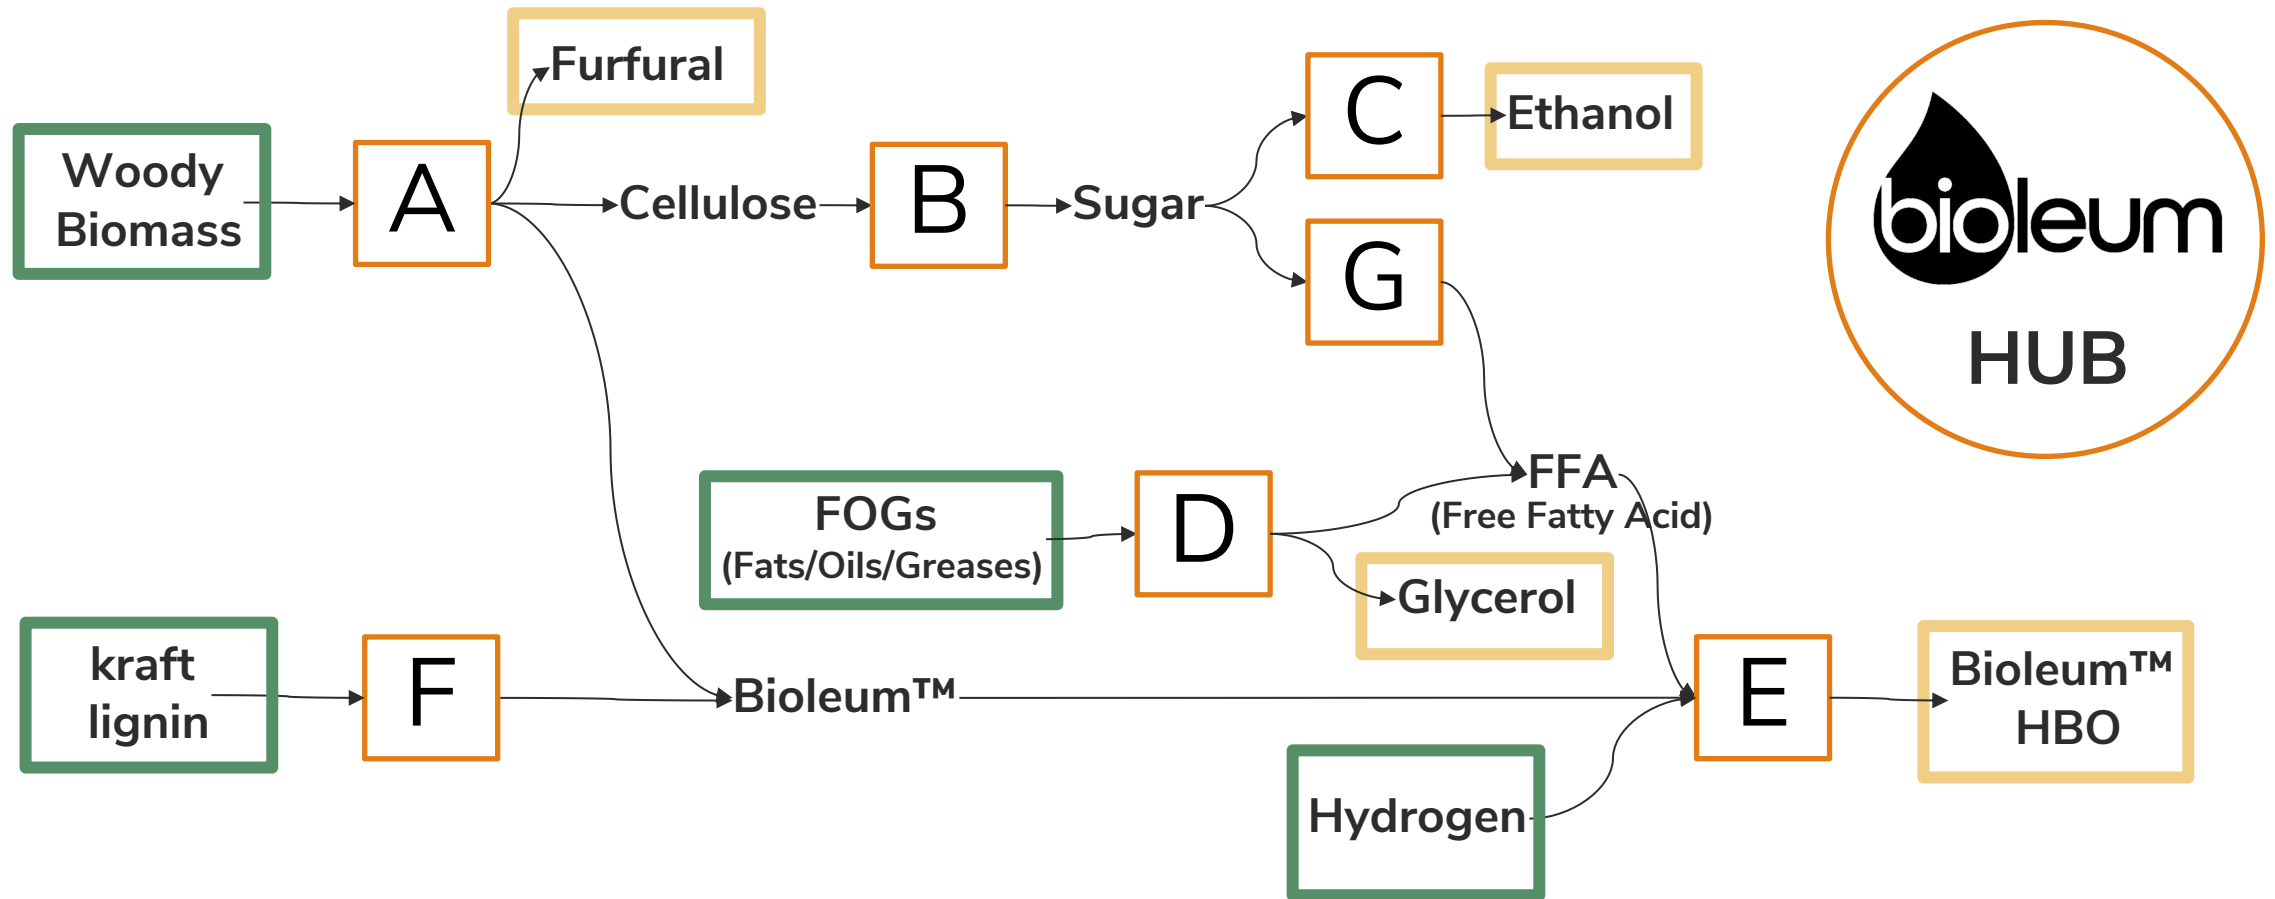 Furfural
Woody
Biomass
A
Cellulose
B
Sugar
C
Ethanol
G
bioleum
HUB
FFA
(Free Fatty Acid)
FOGs
(Fats/Oils/Greases)
D
Glycerol
kraft
lignin
F
Bioleum™
E
Bioleum™
HBO
Hydrogen